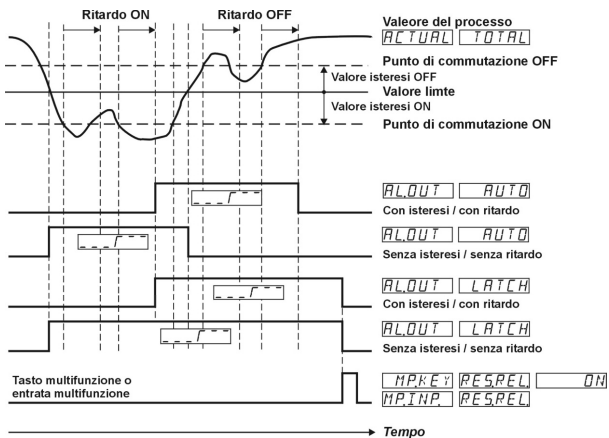 Ritardo ON
Ritardo OFF
Valeore del processo
ACTUAL TOTAL
Punto di commutazione OFF
Valore isteresi OFF
Valore limte
Valore isteresi ON
Punto di commutazione ON
AL.OUT AUTO
Con isteresi / con ritardo
AL.OUT AUTO
Senza isteresi / senza ritardo
AL.OUT LATCH
Con isteresi / con ritardo
AL.OUT LATCH
Senza isteresi / senza ritardo
Tasto multifunzione o
entrata multifunzione
MP.KEY RES.REL. ON
MP.INP. RES.REL.
Tempo